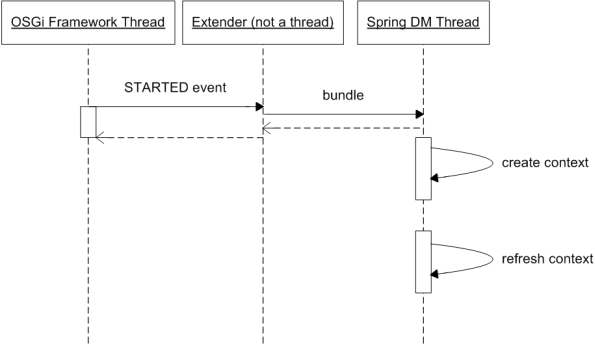 OSGi Framework Thread
Extender (not a thread)
Spring DM Thread
STARTED event
bundle
create context
refresh context